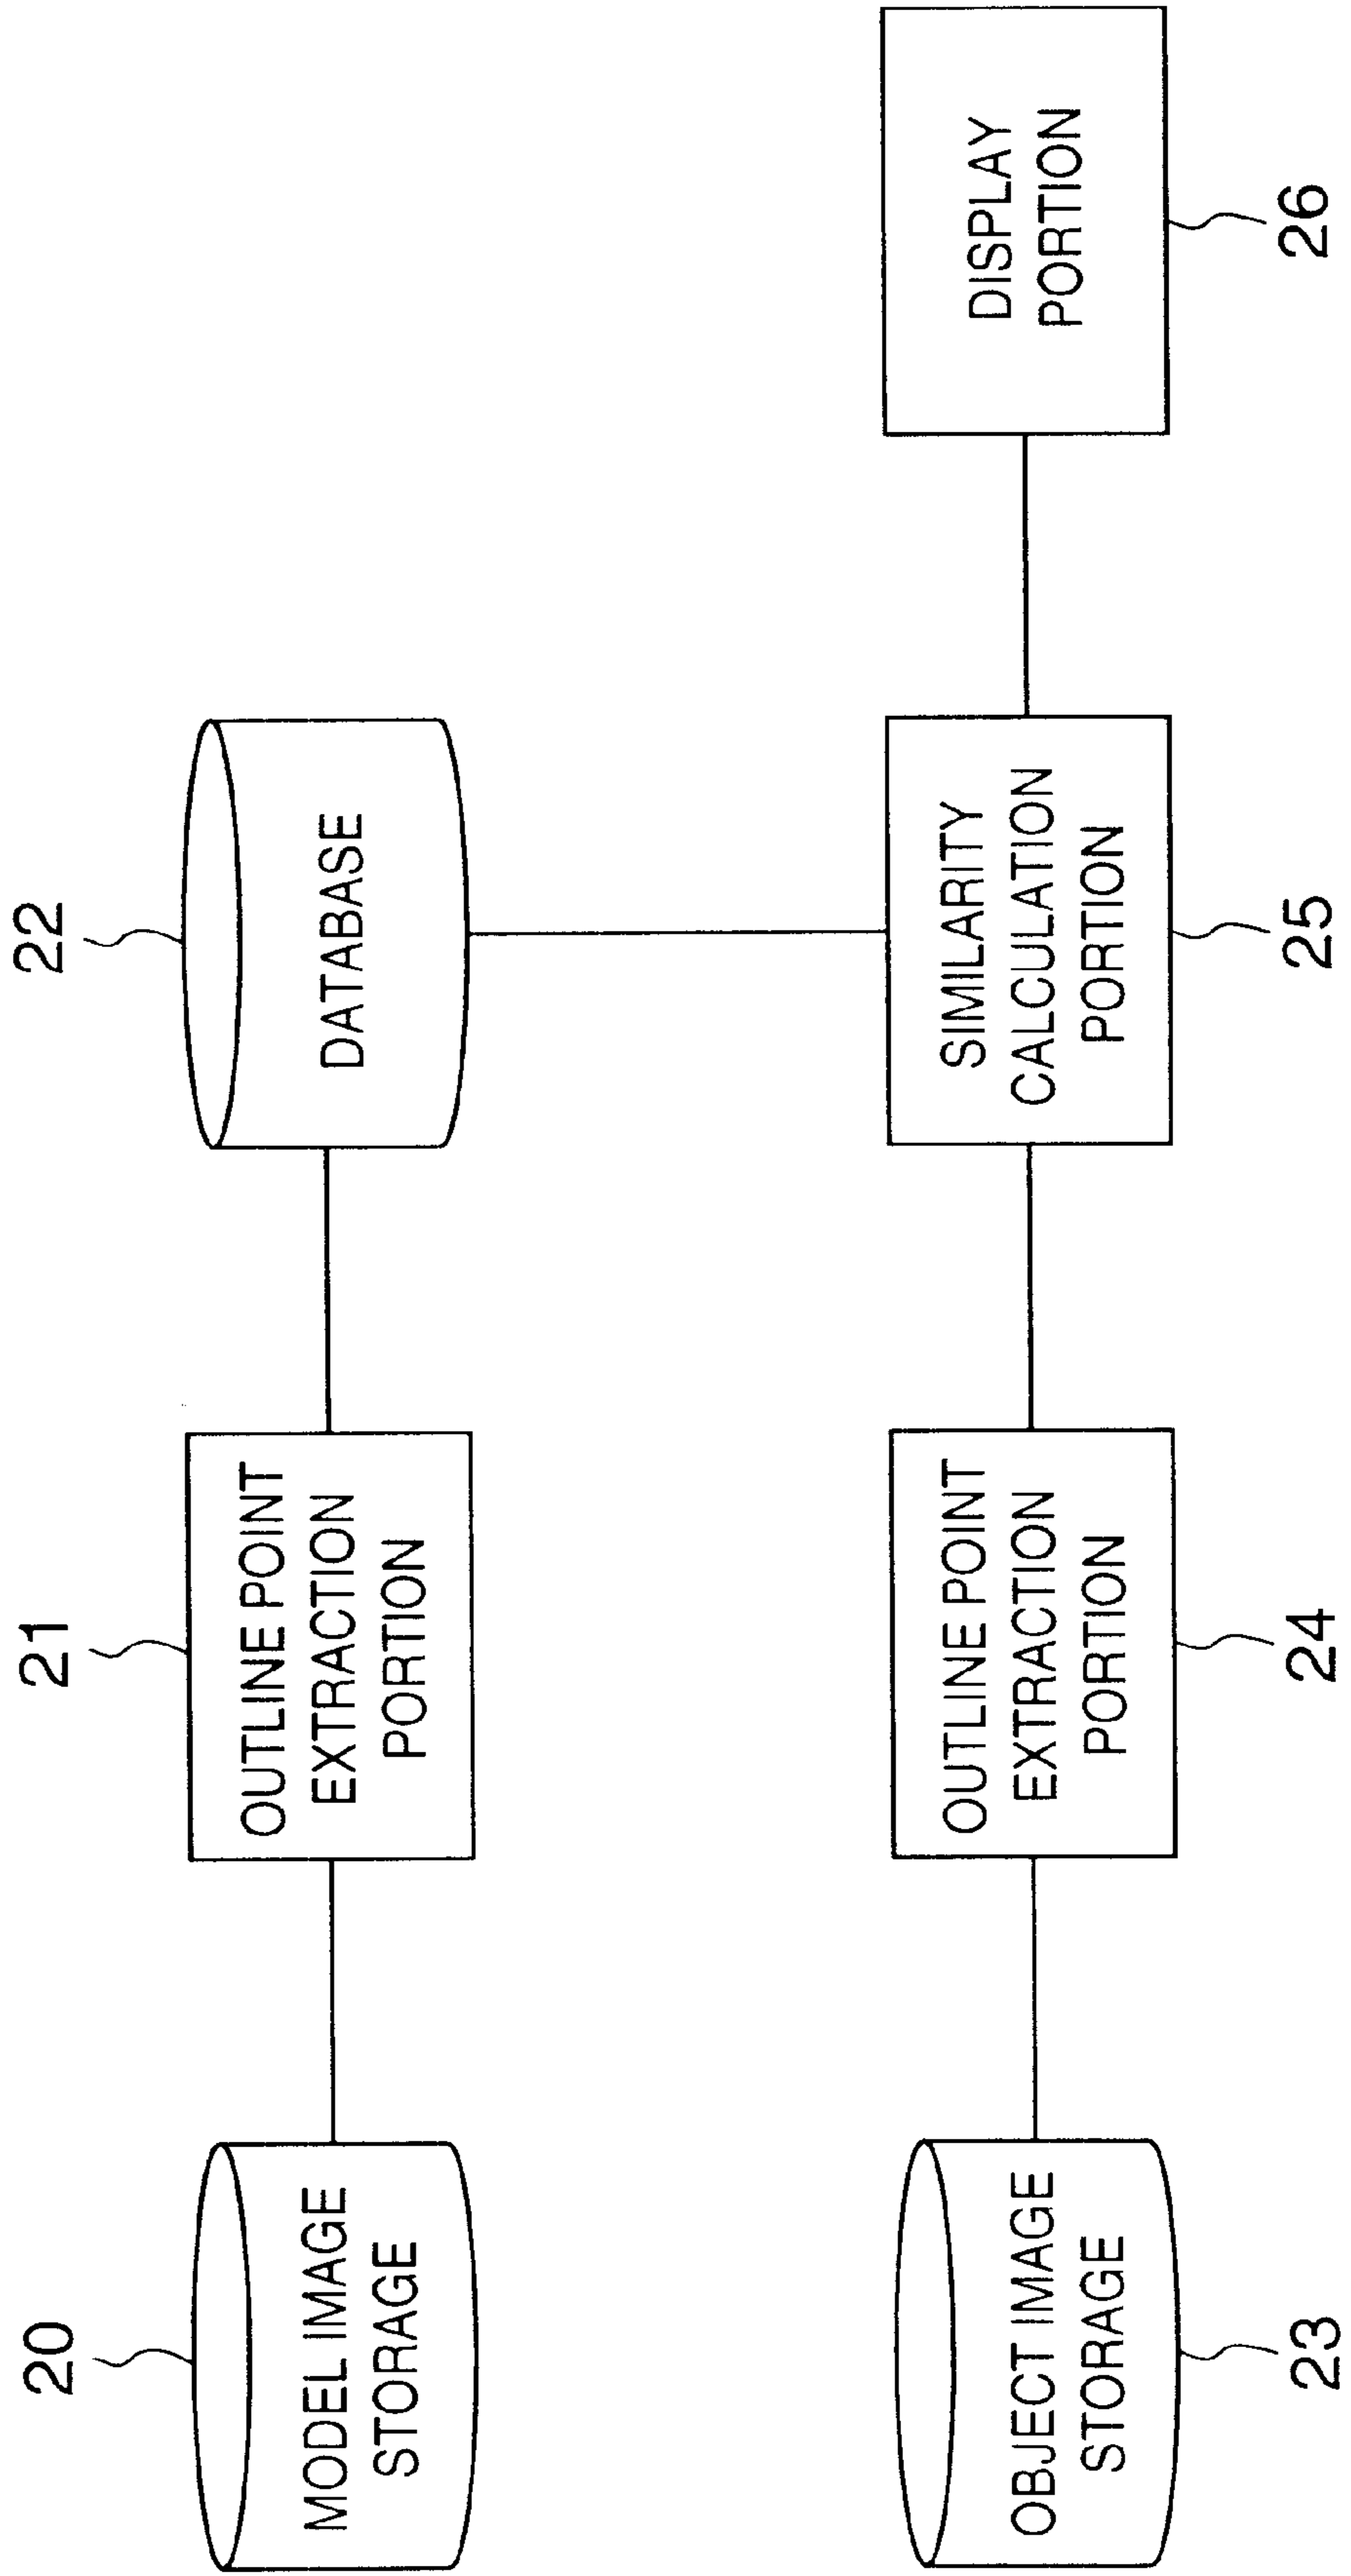 20
MODEL IMAGE
STORAGE
21
OUTLINE POINT
EXTRACTION
PORTION
22
DATABASE
OBJECT IMAGE
STORAGE
23
OUTLINE POINT
EXTRACTION
PORTION
24
SIMILARITY
CALCULATION
PORTION
25
DISPLAY
PORTION
26